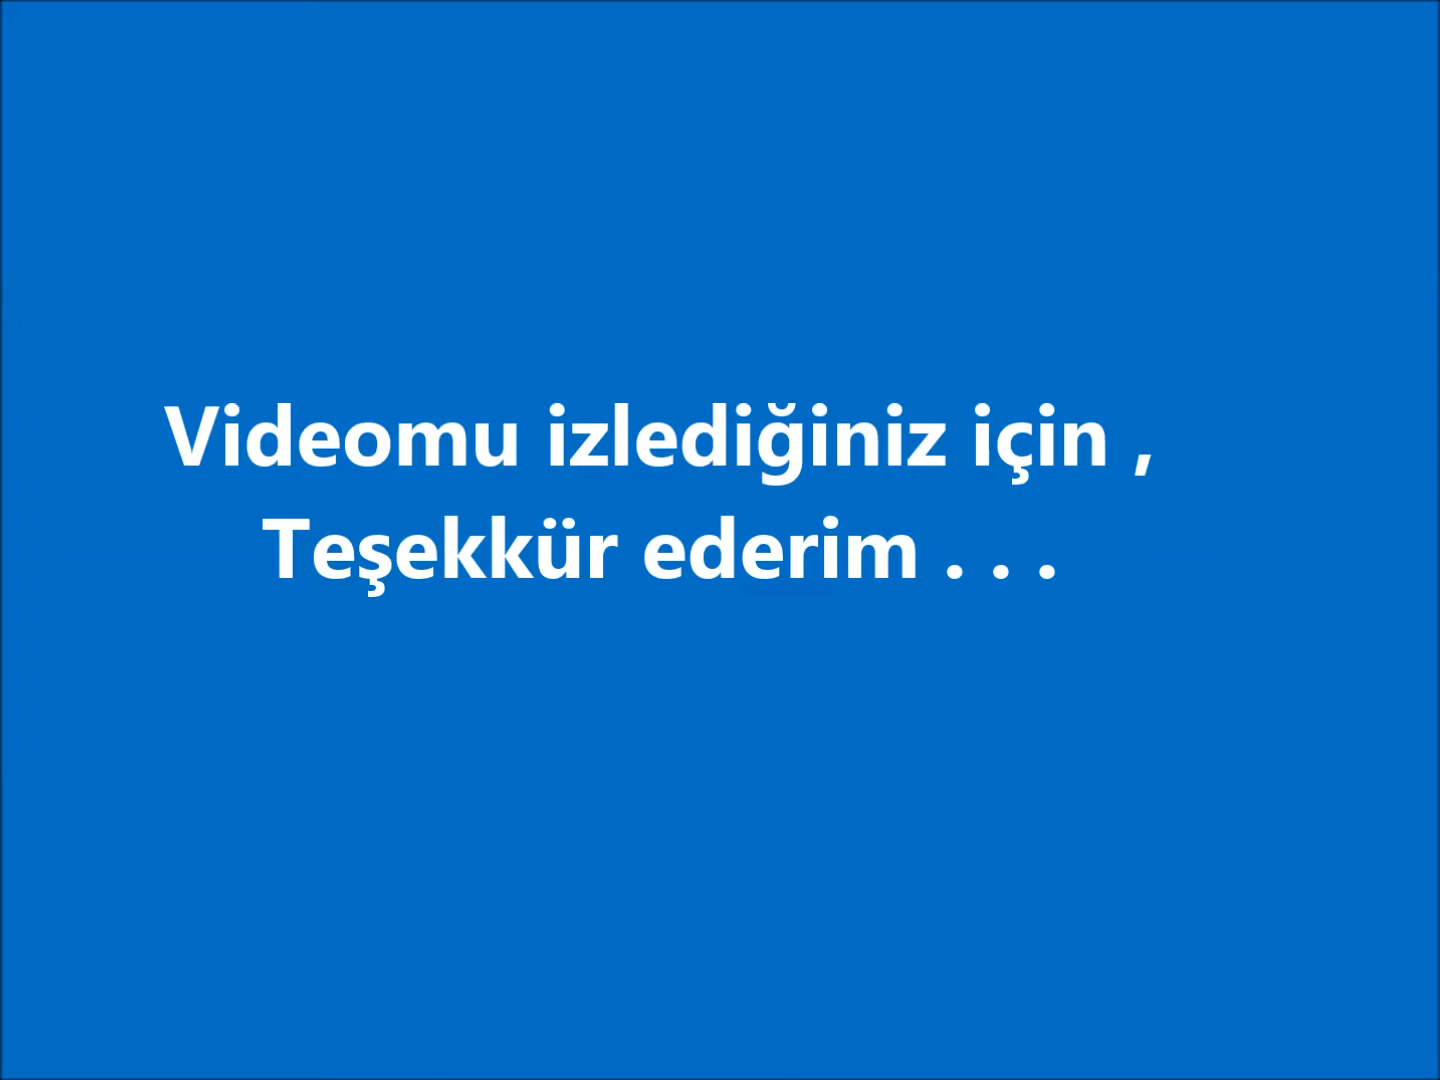 Videomu izlediğiniz için ,
Teşekkür ederim . . .